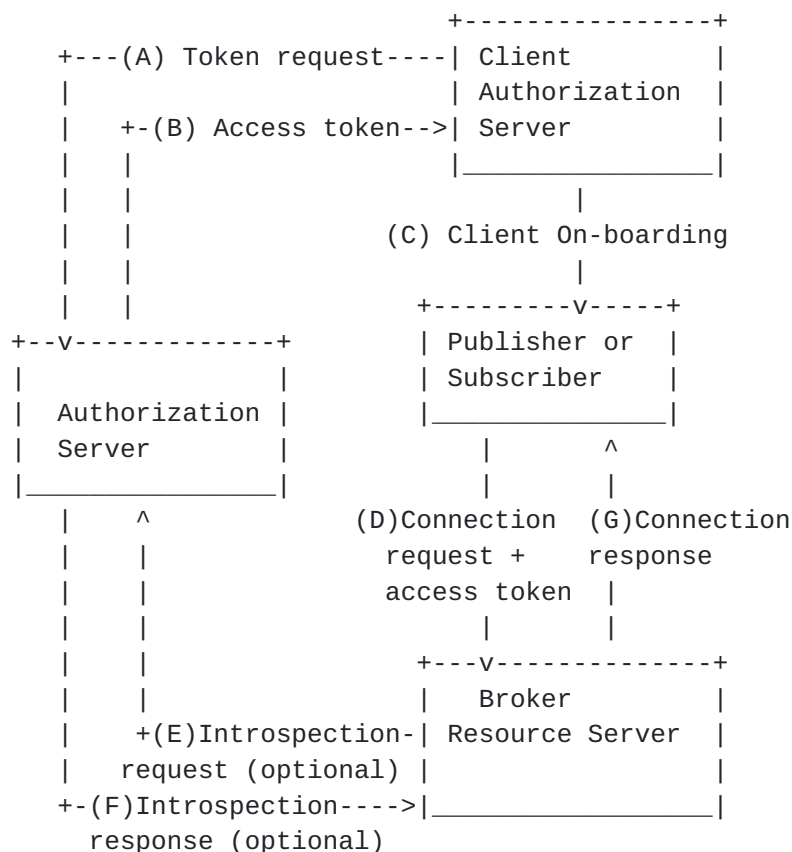 (A) Token request
Client
Authorization
(B) Access token
Server
(C) Client On-boarding
Publisher or
Subscriber
Authorization
Server
(D)Connection (G)Connection
request + response
access token
Broker
(E)Introspection Resource Server
request (optional)
(F)Introspection
response (optional)